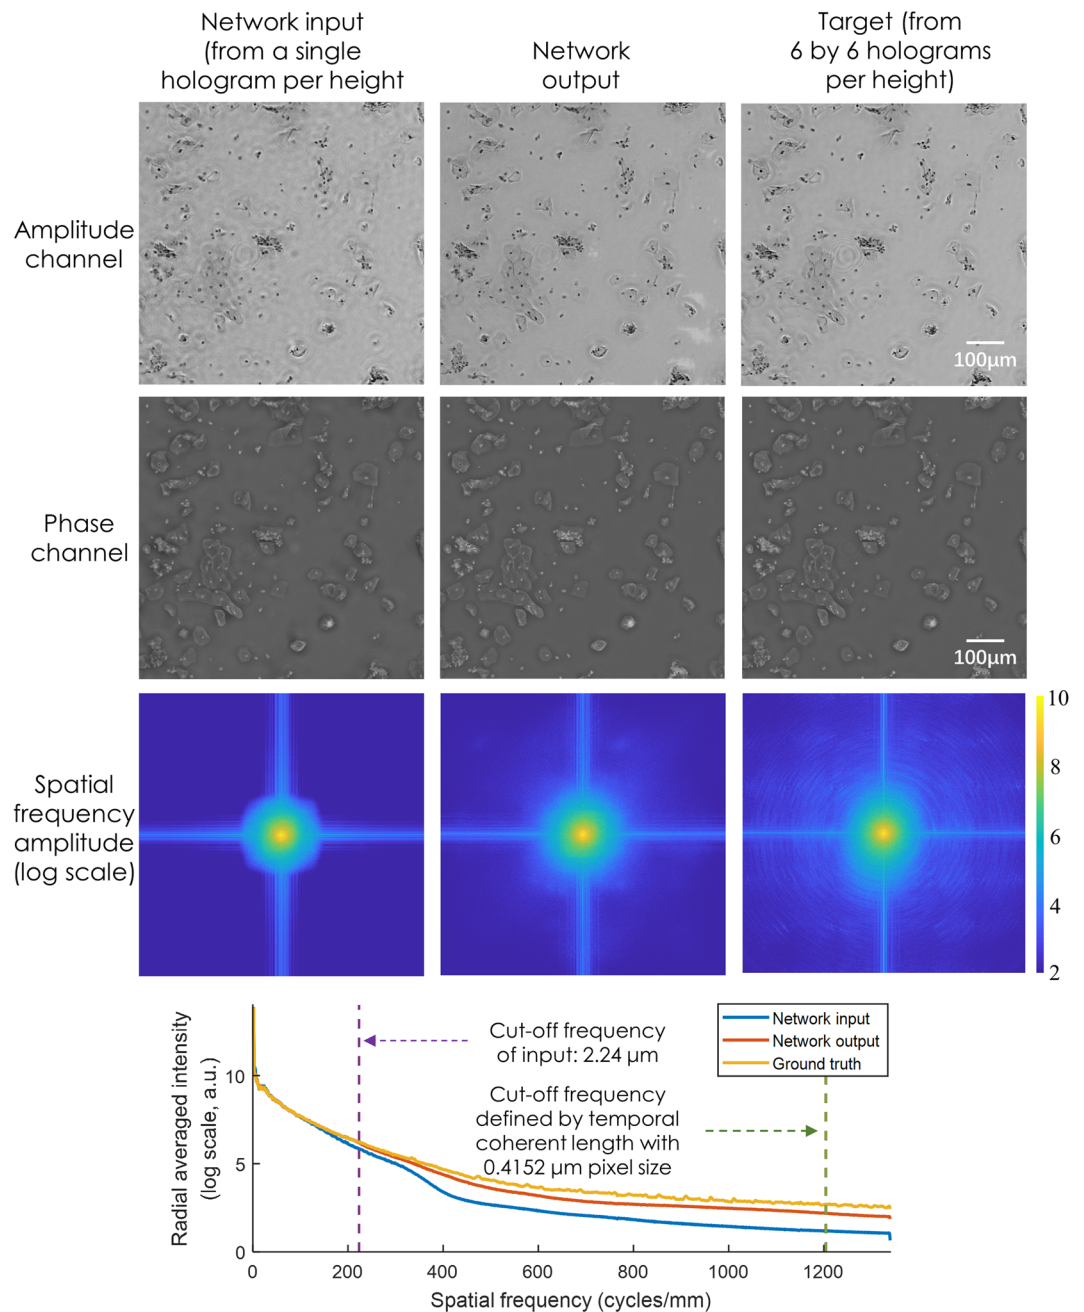 Network input
(from a single
hologram per height
Network
output
Target (from
6 by 6 holograms
per height)
Amplitude
channel
100μm
Phase
channel
100μm
Spatial
frequency
amplitude
(log scale)
10
8
6
4
2
Radial averaged intensity
(log scale, a.u.)
10
5
0
Cut-off frequency
of input: 2.24 μm
Cut-off frequency
defined by temporal
coherent length with
0.4152 μm pixel size
Network input
Network output
Ground truth
0
200
400
600
800
1000
1200
Spatial frequency (cycles/mm)